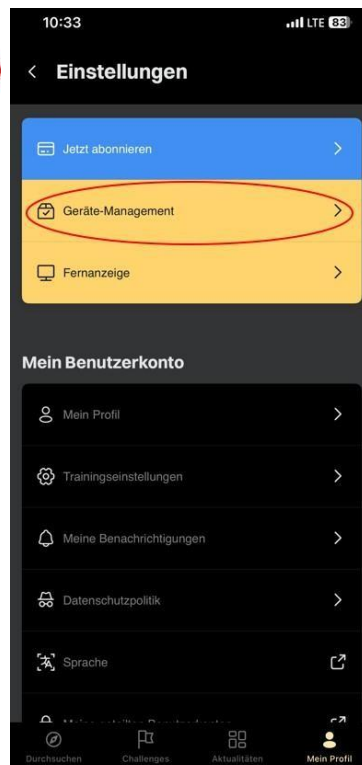 10:33
LTE 83
Einstellungen
Jetzt abonnieren
Geräte-Management
Fernanzeige
Mein Benutzerkonto
Mein Profil
Trainingseinstellungen
Meine Benachrichtigungen
Datenschutzpolitik
Sprache
Durchsuchen
Challenges
Aktualitäten
Mein Profil